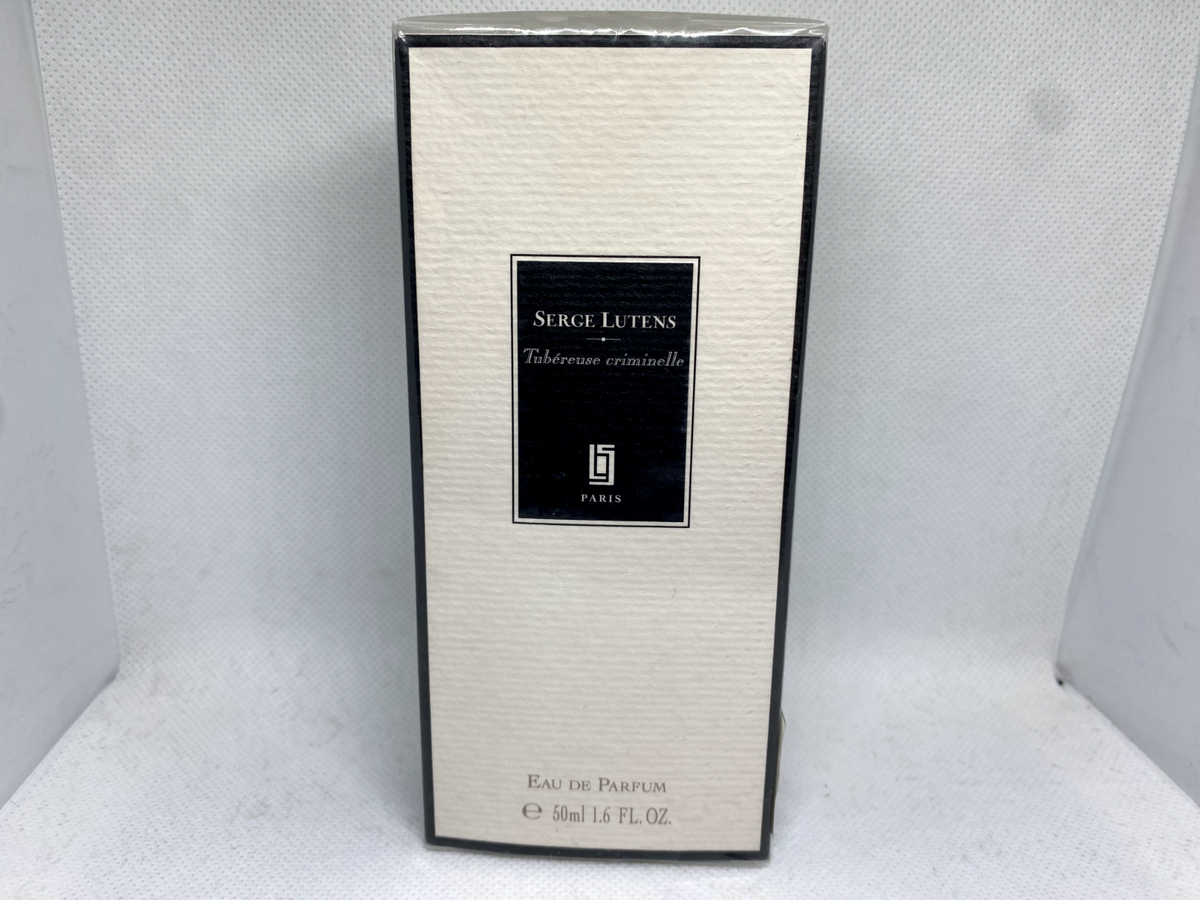 SERGE LUTENS
Tubéreuse criminelle
PARIS
EAU DE PARFUM
℮ 50ml 1.6 FL. OZ.